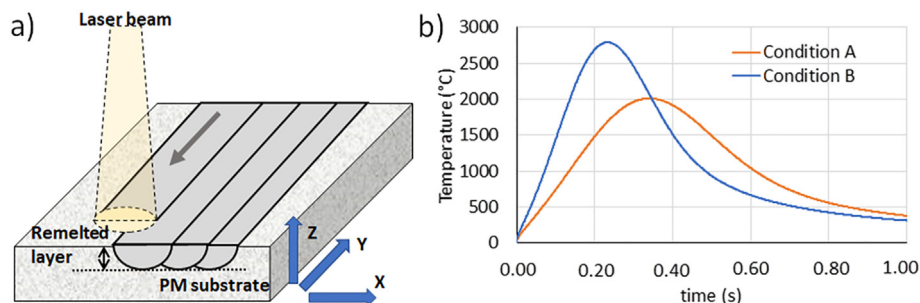 a)
Laser beam
Remelted
layer
PM substrate
Z
Y
X
b)
Temperature (°C)
3000
2500
2000
1500
1000
500
0
Condition A
Condition B
0.00 0.20 0.40 0.60 0.80 1.00
time (s)